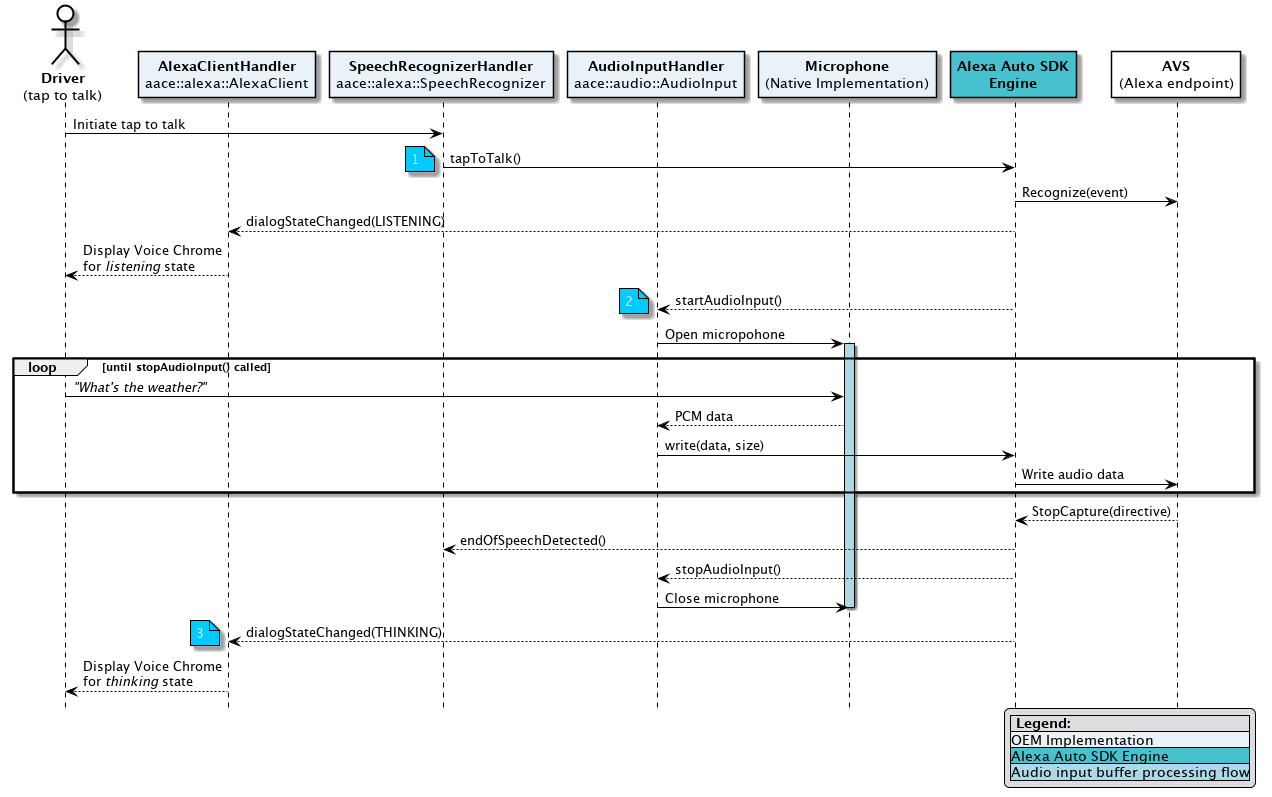 Driver
(tap to talk)
AlexaClientHandler
aace::alexa::AlexaClient
SpeechRecognizerHandler
aace::alexa::SpeechRecognizer
AudioInputHandler
aace::audio::AudioInput
Microphone
(Native Implementation)
Alexa Auto SDK
Engine
AVS
(Alexa endpoint)
Initiate tap to talk
1
tapToTalk()
Recognize(event)
dialogStateChanged(LISTENING)
Display Voice Chrome
for listening state
2
startAudioInput()
Open micropohone
loop
[until stopAudioInput() called]
"What's the weather?"
PCM data
write(data, size)
Write audio data
StopCapture(directive)
endOfSpeechDetected()
stopAudioInput()
Close microphone
3
dialogStateChanged(THINKING)
Display Voice Chrome
for thinking state
Legend:
OEM Implementation
Alexa Auto SDK Engine
Audio input buffer processing flow